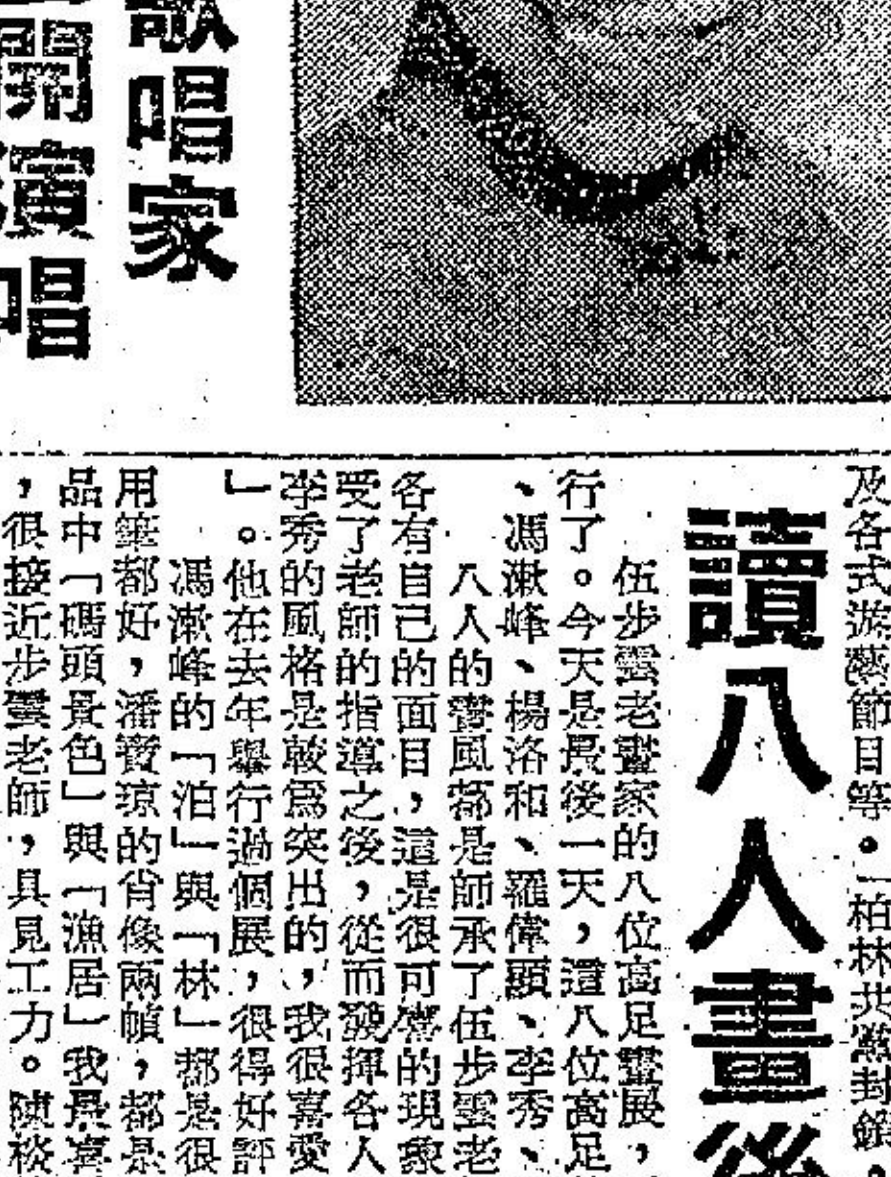 歌唱家
開演唱
及各式游藝節目等。「柏林共
讀八人畫後
伍步雲老畫家的八位高足畫展,
行了。今天是最後一天,這八位高足
、馮漱峰、楊洛和、羅偉顯、李秀、
八人的畫風都是師承了伍步雲老
各有自己的面目,這是很可喜的現象
受了老師的指導之後,從而發揮各人
李秀的風格是較爲突出的,我很喜愛
」。他在去年舉行過個展,很得好評
馮漱峰的「泊」與「林」都是很
用筆都好,潘寶琼的肖像兩幀,都是
品中「碼頭景色」與「漁居」我最喜
,很接近步雲老師,具見工力。陳